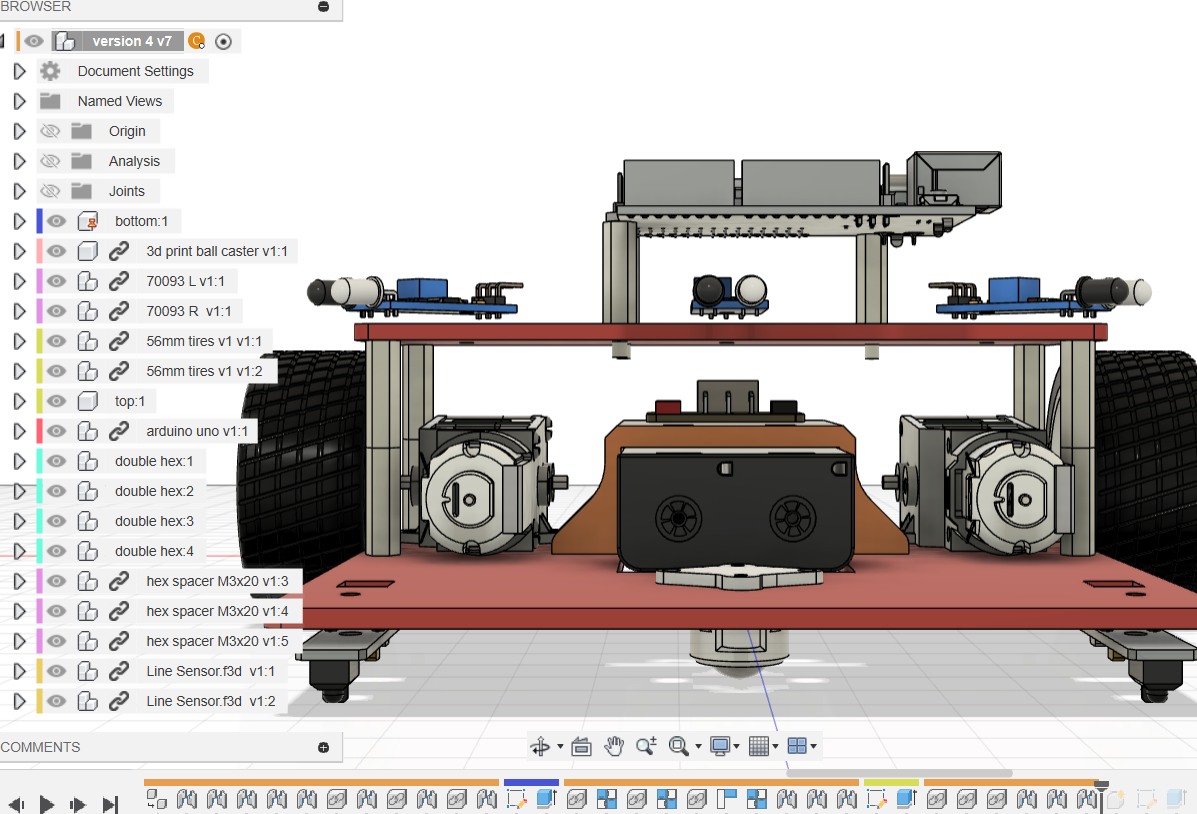 BROWSER
version 4 v7
Document Settings
Named Views
Origin
Analysis
Joints
bottom:1
3d print ball caster v1:1
70093 L v1:1
70093 R v1:1
56mm tires v1 v1:1
56mm tires v1 v1:2
top:1
arduino uno v1:1
double hex:1
double hex:2
double hex:3
double hex:4
hex spacer M3x20 v1:3
hex spacer M3x20 v1:4
hex spacer M3x20 v1:5
Line Sensor.f3d v1:1
Line Sensor.f3d v1:2
COMMENTS